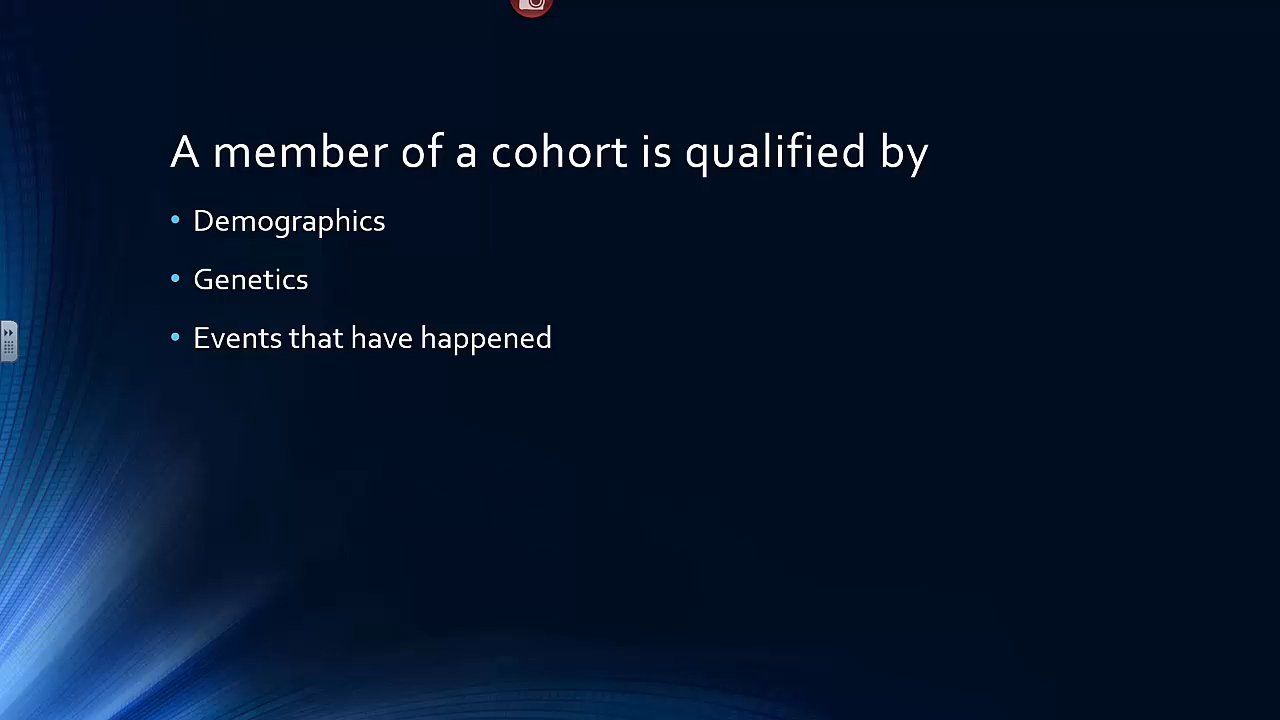 A member of a cohort is qualified by
• Demographics
• Genetics
• Events that have happened